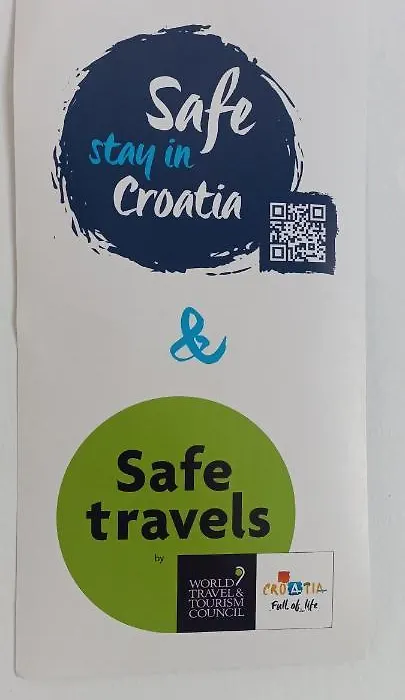 Safe
stay in
Croatia
&
Safe
travels
by
WORLD
TRAVEL &
TOURISM
COUNCIL
CROATIA
Full of life